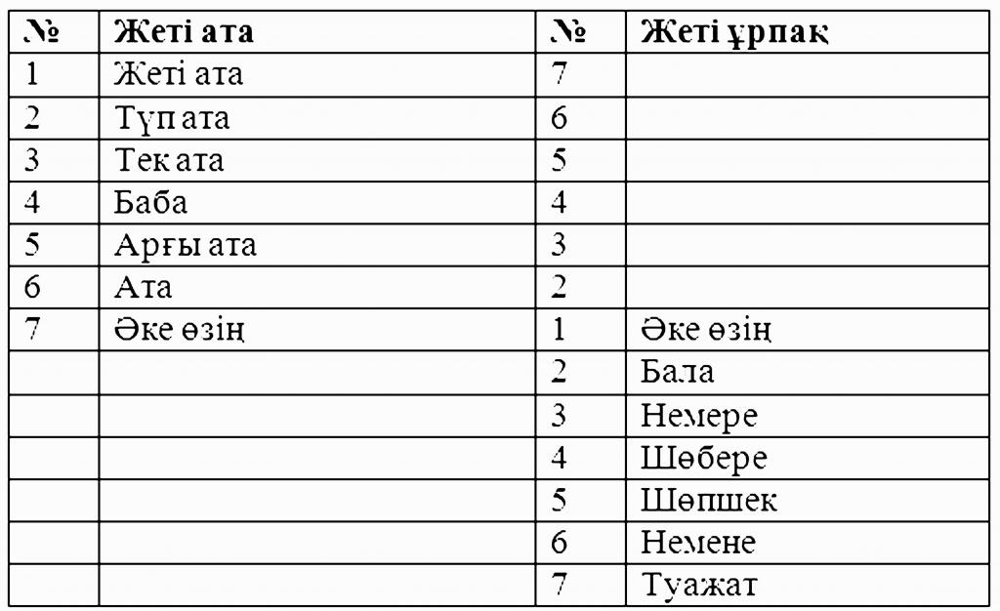 № Жеті ата № Жеті ұрпақ
1 Жеті ата 7
2 Түп ата 6
3 Тек ата 5
4 Баба 4
5 Арғы ата 3
6 Ата 2
7 Әке өзің 1 Әке өзің
2 Бала
3 Немере
4 Шөбере
5 Шөпшек
6 Немене
7 Туажат